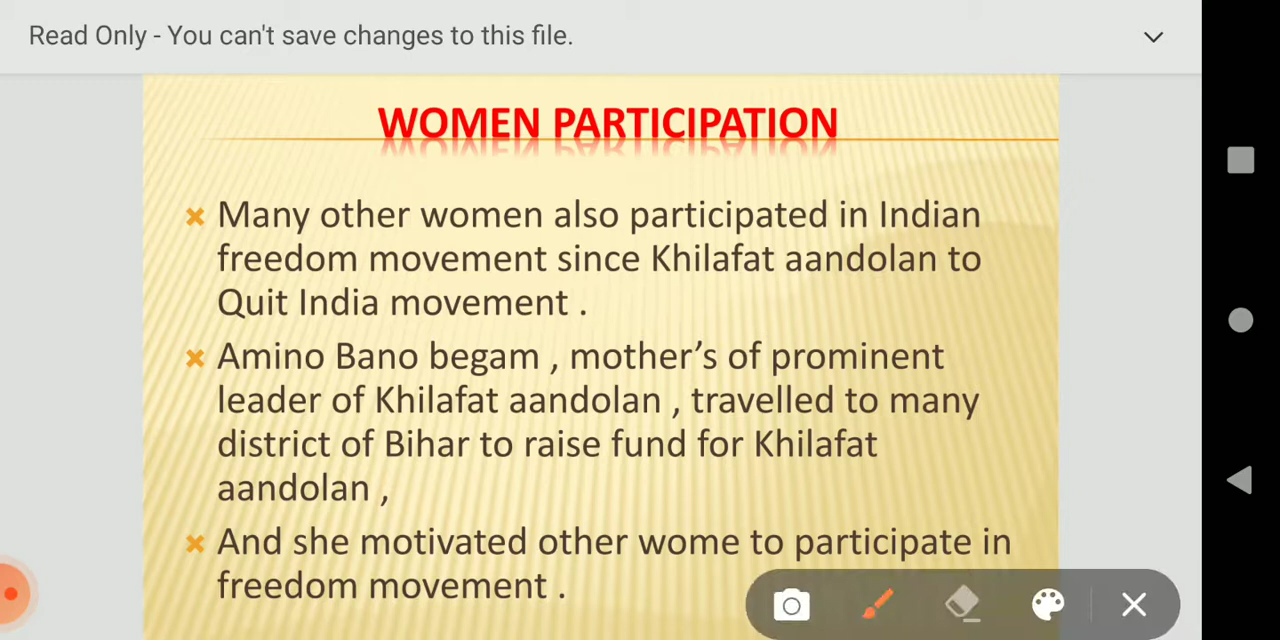 Read Only - You can't save changes to this file.
WOMEN PARTICIPATION
Many other women also participated in Indian
freedom movement since Khilafat aandolan to
Quit India movement .
Amino Bano begam , mother’s of prominent
leader of Khilafat aandolan , travelled to many
district of Bihar to raise fund for Khilafat
aandolan ,
And she motivated other wome to participate in
freedom movement .